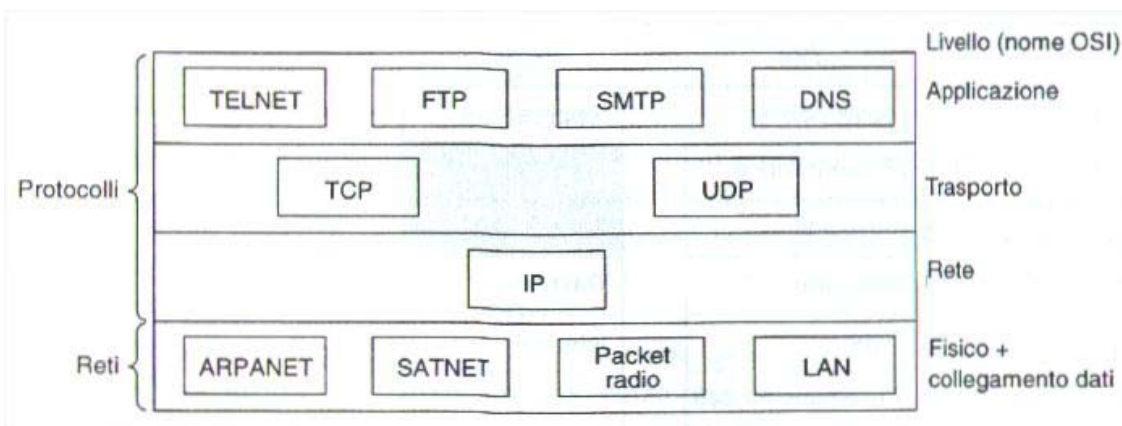 Livello (nome OSI)
TELNET FTP SMTP DNS Applicazione
Protocolli TCP UDP Trasporto
IP Rete
Reti ARPANET SATNET Packet radio LAN Fisico +
collegamento dati